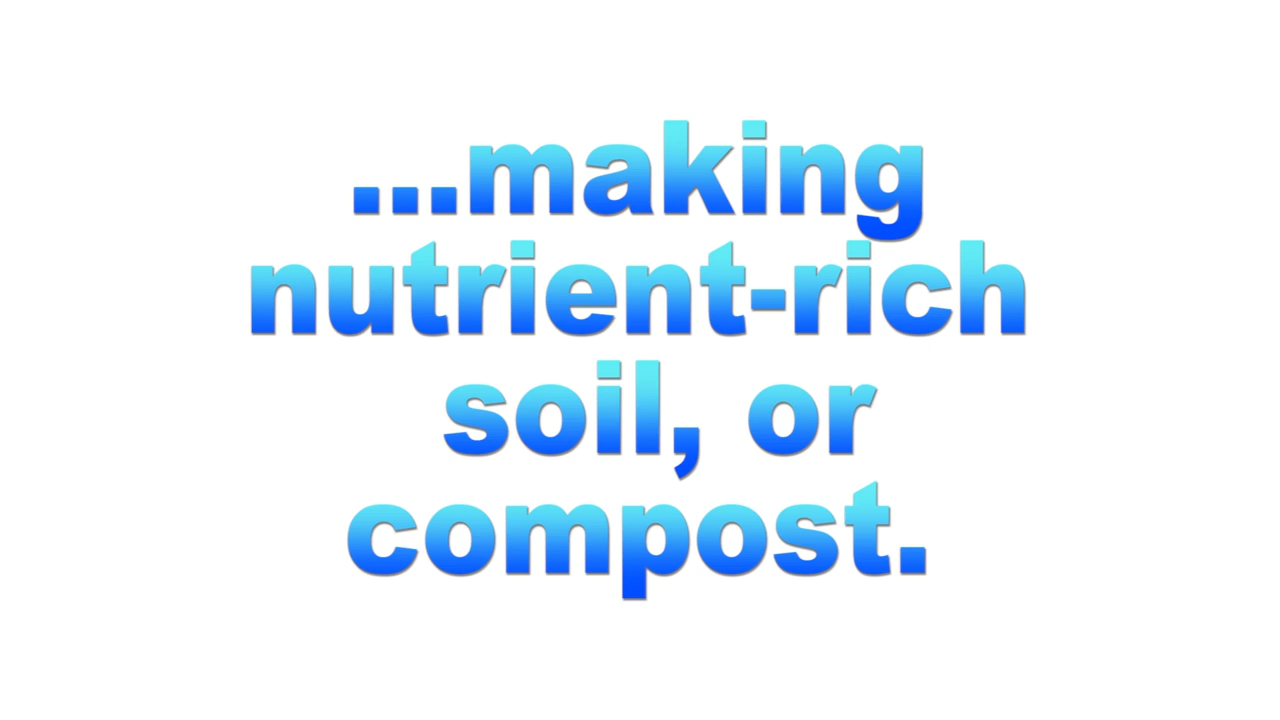 ...making
nutrient-rich
soil, or
compost.